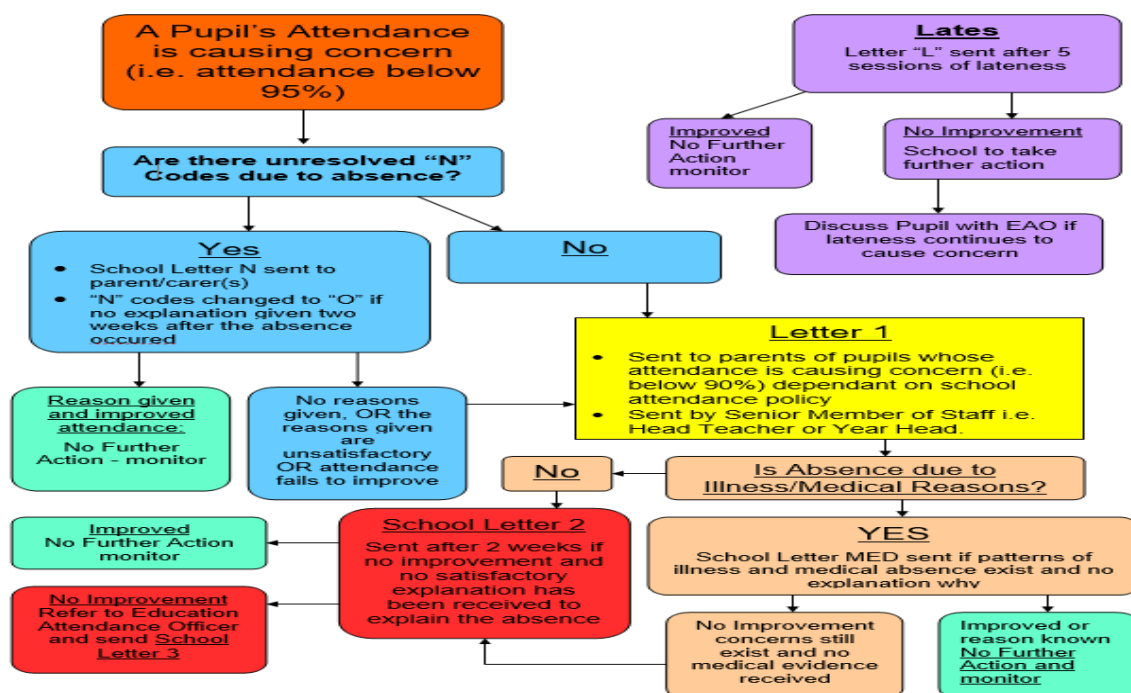 A Pupil's Attendance
is causing concern
(i.e. attendance below
95%)
Lates
Letter "L" sent after 5
sessions of lateness
Improved
No Further
Action
monitor
No Improvement
School to take
further action
Discuss Pupil with EAO if
lateness continues to
cause concern
Are there unresolved "N"
Codes due to absence?
Yes
• School Letter N sent to
parent/carer(s)
• "N" codes changed to "O" if
no explanation given two
weeks after the absence
occured
No
Reason given
and improved
attendance:
No Further
Action - monitor
No reasons
given, OR the
reasons given
are
unsatisfactory
OR attendance
fails to improve
Letter 1
• Sent to parents of pupils whose
attendance is causing concern (i.e.
below 90%) dependant on school
attendance policy
• Sent by Senior Member of Staff i.e.
Head Teacher or Year Head.
Is Absence due to
Illness/Medical Reasons?
No
School Letter 2
Sent after 2 weeks if
no improvement and
no satisfactory
explanation has
been received to
explain the absence
Improved
No Further Action
monitor
No Improvement
Refer to Education
Attendance Officer
and send School
Letter 3
YES
School Letter MED sent if patterns of
illness and medical absence exist and no
explanation why
No Improvement
concerns still
exist and no
medical evidence
received
Improved or
reason known
No Further
Action and
monitor